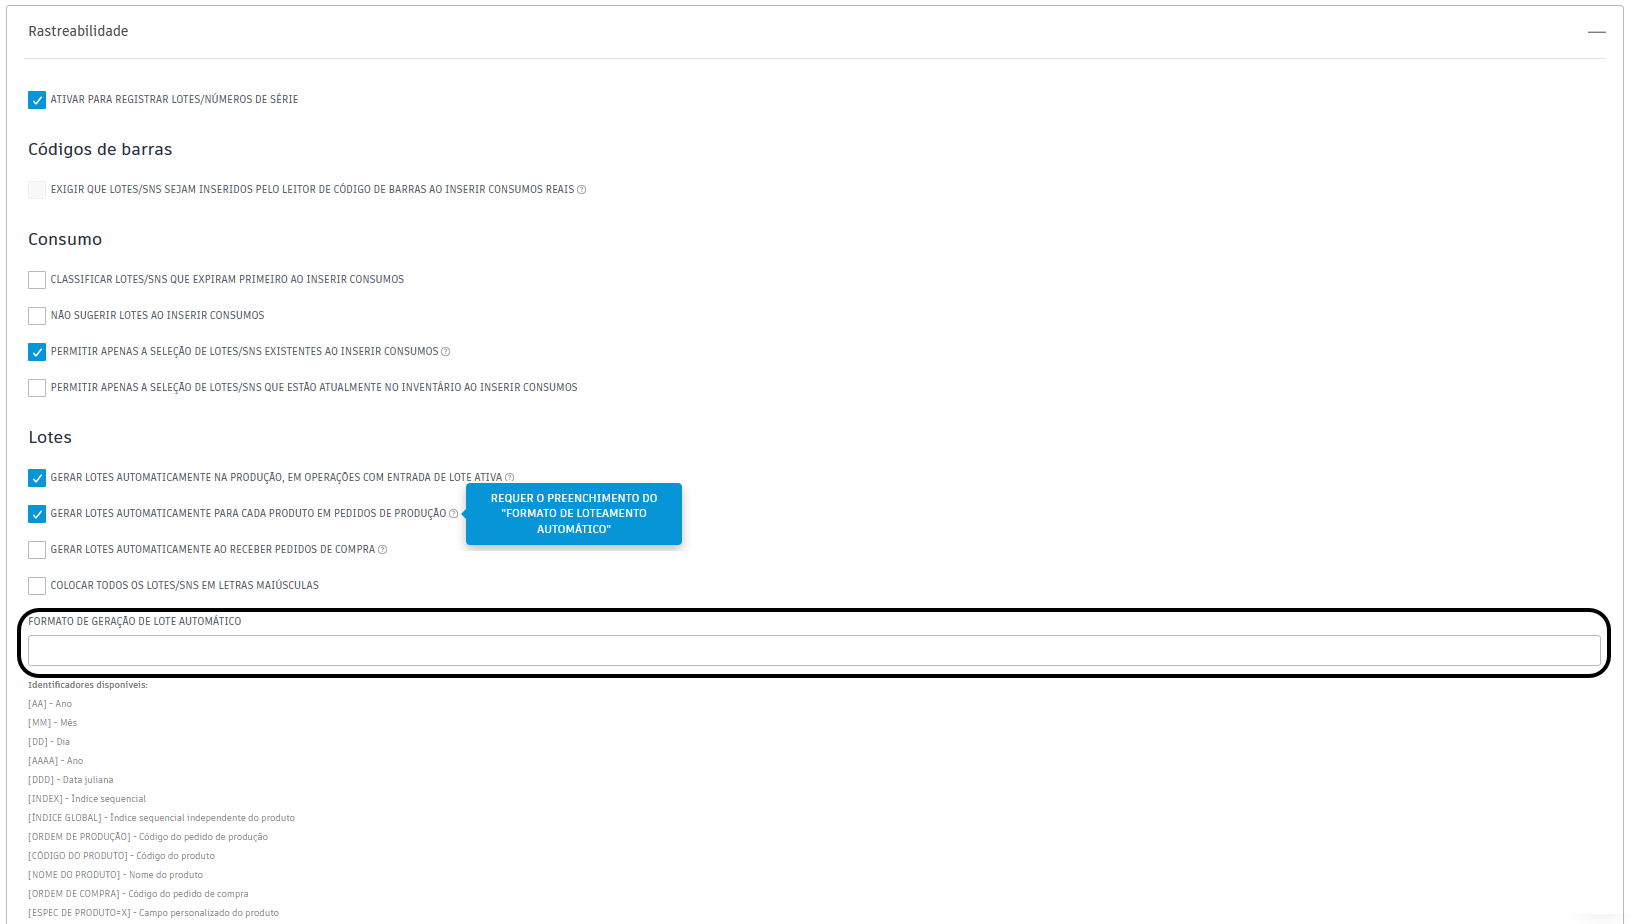 Rastreabilidade
ATIVAR PARA REGISTRAR LOTES/NÚMEROS DE SÉRIE
Códigos de barras
EXIGIR QUE LOTES/SNS SEJAM INSERIDOS PELO LEITOR DE CÓDIGO DE BARRAS AO INSERIR CONSUMOS REAIS
Consumo
CLASSIFICAR LOTES/SNS QUE EXPIRAM PRIMEIRO AO INSERIR CONSUMOS
NÃO SUGERIR LOTES AO INSERIR CONSUMOS
PERMITIR APENAS A SELEÇÃO DE LOTES/SNS EXISTENTES AO INSERIR CONSUMOS
PERMITIR APENAS A SELEÇÃO DE LOTES/SNS QUE ESTÃO ATUALMENTE NO INVENTÁRIO AO INSERIR CONSUMOS
Lotes
GERAR LOTES AUTOMATICAMENTE NA PRODUÇÃO, EM OPERAÇÕES COM ENTRADA DE LOTE ATIVA
GERAR LOTES AUTOMATICAMENTE PARA CADA PRODUTO EM PEDIDOS DE PRODUÇÃO
REQUER O PREENCHIMENTO DO
"FORMATO DE LOTEAMENTO
AUTOMÁTICO"
GERAR LOTES AUTOMATICAMENTE AO RECEBER PEDIDOS DE COMPRA
COLOCAR TODOS OS LOTES/SNS EM LETRAS MAIÚSCULAS
FORMATO DE GERAÇÃO DE LOTE AUTOMÁTICO
Identificadores disponíveis:
[AA] - Ano
[MM] - Mês
[DD] - Dia
[AAAA] - Ano
[DDD] - Data juliana
[INDEX] - Índice sequencial
[ÍNDICE GLOBAL] - Índice sequencial independente do produto
[ORDEM DE PRODUÇÃO] - Código do pedido de produção
[CÓDIGO DO PRODUTO] - Código do produto
[NOME DO PRODUTO] - Nome do produto
[ORDEM DE COMPRA] - Código do pedido de compra
[ESPEC DE PRODUTO=X] - Campo personalizado do produto